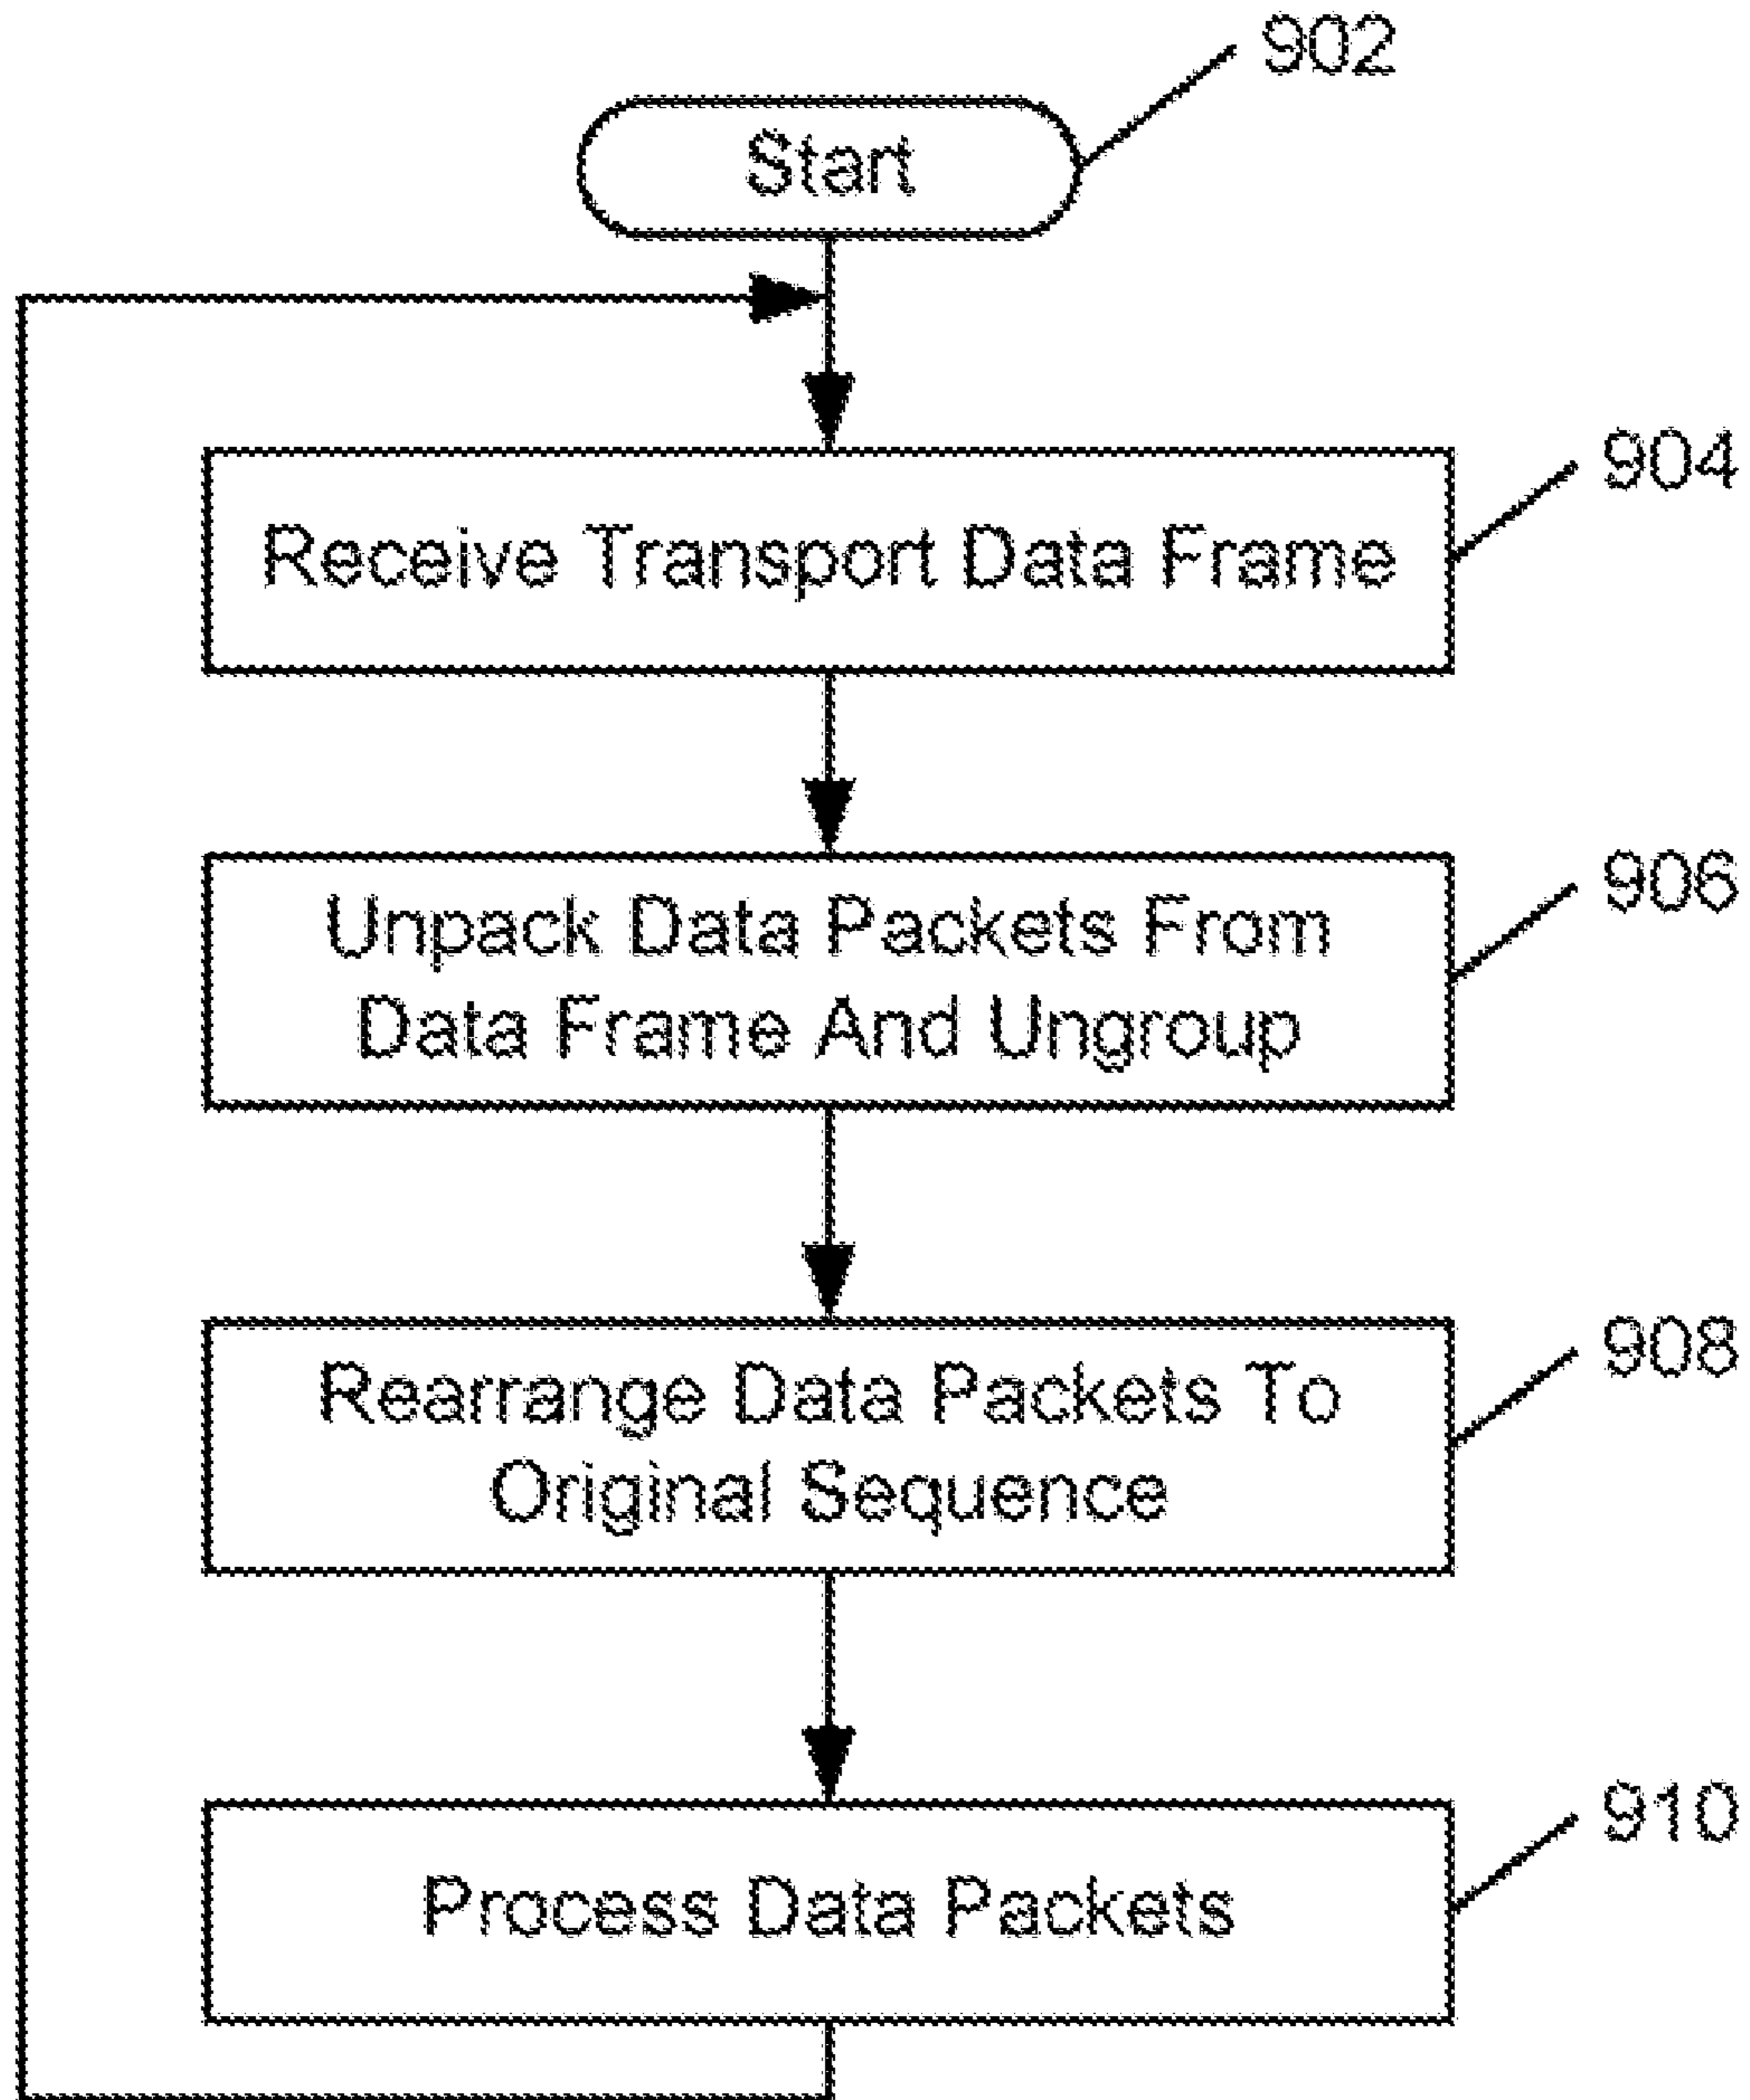 902
Start
904
Receive Transport Data Frame
906
Unpack Data Packets From
Data Frame And Ungroup
908
Rearrange Data Packets To
Original Sequence
910
Process Data Packets